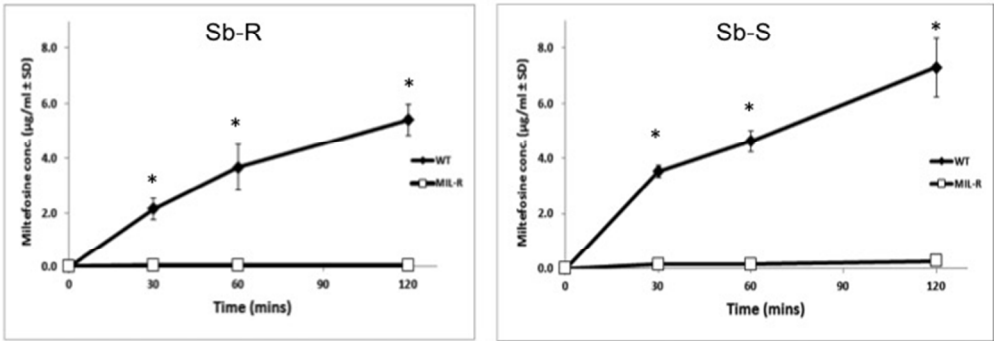 Sb-R
*
*
*
8.0
6.0
4.0
2.0
0.0
Miltefosine conc. (µg/ml ± SD)
0 30 60 90 120
Time (mins)
WT
MIL-R
Sb-S
*
*
*
8.0
6.0
4.0
2.0
0.0
Miltefosine conc. (µg/ml ± SD)
0 30 60 90 120
Time (mins)
WT
MIL-R